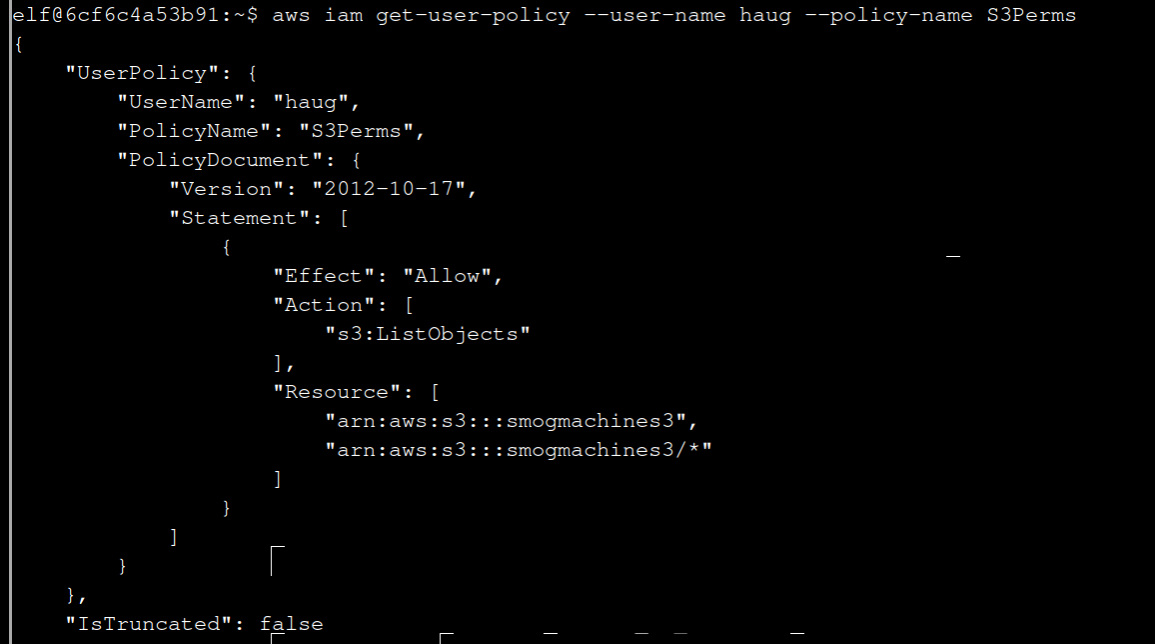 elf@6cf6c4a53b91:~$ aws iam get-user-policy --user-name haug --policy-name S3Perms
{
    "UserPolicy": {
        "UserName": "haug",
        "PolicyName": "S3Perms",
        "PolicyDocument": {
            "Version": "2012-10-17",
            "Statement": [
                {
                    "Effect": "Allow",
                    "Action": [
                        "s3:ListObjects"
                    ],
                    "Resource": [
                        "arn:aws:s3:::smogmachines3",
                        "arn:aws:s3:::smogmachines3/*"
                    ]
                }
            ]
        }
    },
    "IsTruncated": false